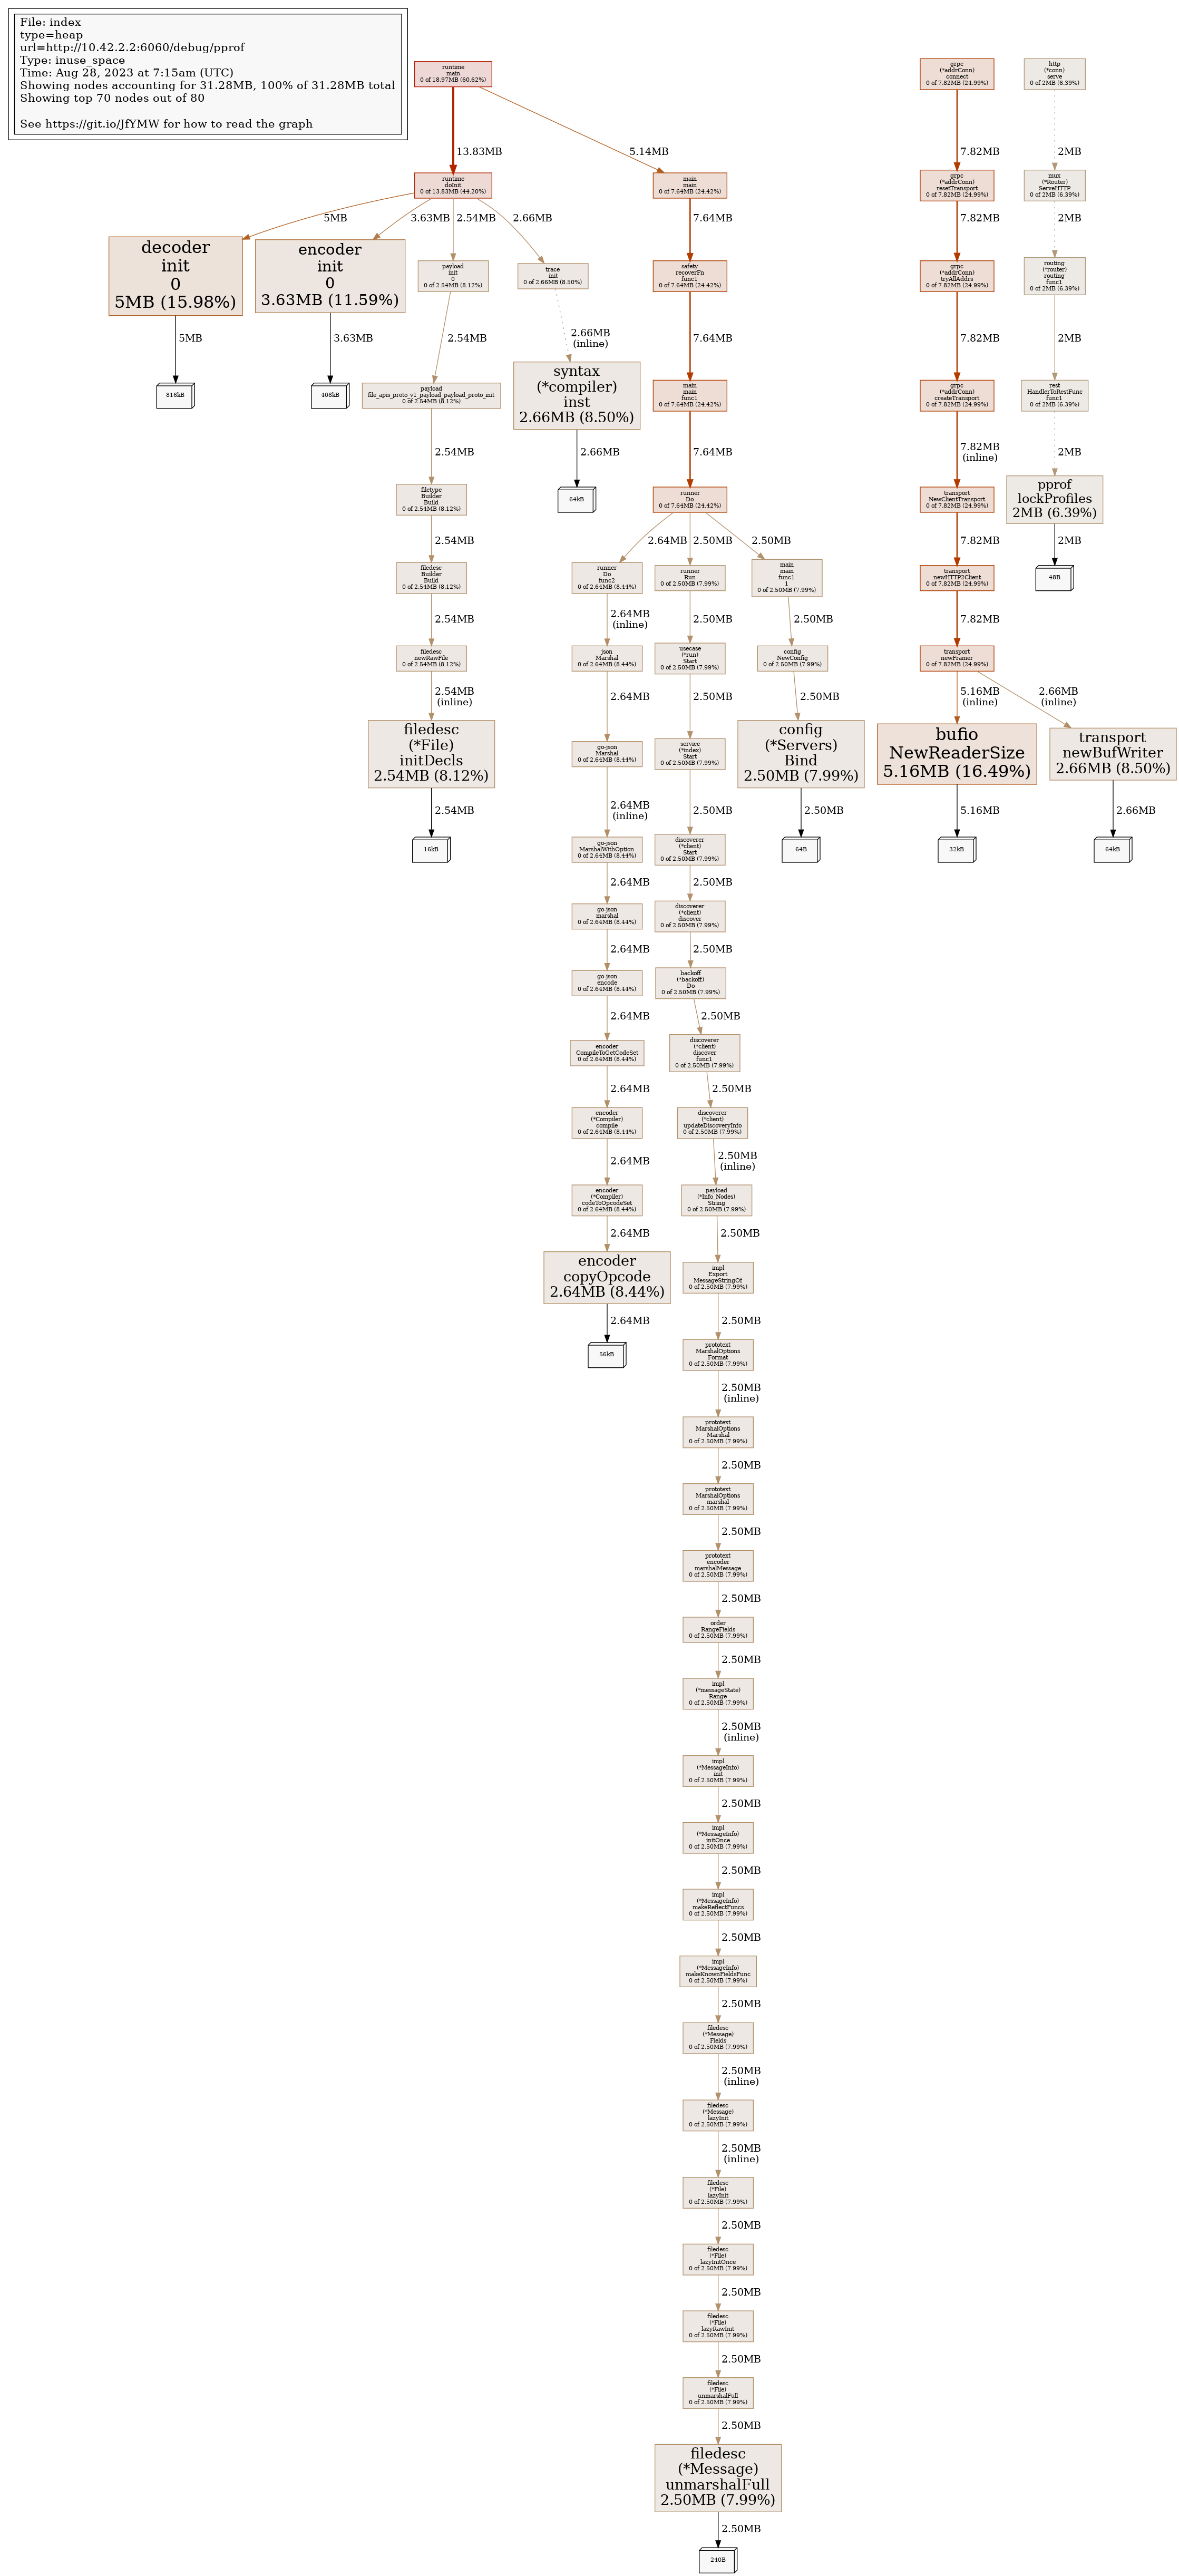 File: index
type=heap
url=http://10.42.2.2:6060/debug/pprof
Type: inuse_space
Time: Aug 28, 2023 at 7:15am (UTC)
Showing nodes accounting for 31.28MB, 100% of 31.28MB total
Showing top 70 nodes out of 80
See https://git.io/JfYMW for how to read the graph
runtime
main
0 of 18.97MB (60.62%)
13.83MB
5.14MB
runtime
doInit
0 of 13.83MB (44.20%)
5MB
3.63MB
2.54MB
2.66MB
decoder
init
0
5MB (15.98%)
5MB
816kB
encoder
init
0
3.63MB (11.59%)
3.63MB
408kB
payload
init
0
0 of 2.54MB (8.12%)
2.54MB
payload
file_apis_proto_v1_payload_payload_proto_init
0 of 2.54MB (8.12%)
2.54MB
filetype
Builder
Build
0 of 2.54MB (8.12%)
2.54MB
filedesc
Builder
Build
0 of 2.54MB (8.12%)
2.54MB
filedesc
newRawFile
0 of 2.54MB (8.12%)
2.54MB
(inline)
filedesc
(*File)
initDecls
2.54MB (8.12%)
2.54MB
16kB
trace
init
0 of 2.66MB (8.50%)
2.66MB
(inline)
syntax
(*compiler)
inst
2.66MB (8.50%)
2.66MB
64kB
main
main
0 of 7.64MB (24.42%)
7.64MB
safety
recoverFn
func1
0 of 7.64MB (24.42%)
7.64MB
main
main
func1
0 of 7.64MB (24.42%)
7.64MB
runner
Do
0 of 7.64MB (24.42%)
2.64MB
2.50MB
2.50MB
runner
Do
func2
0 of 2.64MB (8.44%)
2.64MB
(inline)
json
Marshal
0 of 2.64MB (8.44%)
2.64MB
go-json
Marshal
0 of 2.64MB (8.44%)
2.64MB
(inline)
go-json
MarshalWithOption
0 of 2.64MB (8.44%)
2.64MB
go-json
marshal
0 of 2.64MB (8.44%)
2.64MB
go-json
encode
0 of 2.64MB (8.44%)
2.64MB
encoder
CompileToGetCodeSet
0 of 2.64MB (8.44%)
2.64MB
encoder
(*Compiler)
compile
0 of 2.64MB (8.44%)
2.64MB
encoder
(*Compiler)
codeToOpcodeSet
0 of 2.64MB (8.44%)
2.64MB
encoder
copyOpcode
2.64MB (8.44%)
2.64MB
56kB
runner
Run
0 of 2.50MB (7.99%)
2.50MB
usecase
(*run)
Start
0 of 2.50MB (7.99%)
2.50MB
service
(*index)
Start
0 of 2.50MB (7.99%)
2.50MB
discoverer
(*client)
Start
0 of 2.50MB (7.99%)
2.50MB
discoverer
(*client)
discover
0 of 2.50MB (7.99%)
2.50MB
backoff
(*backoff)
Do
0 of 2.50MB (7.99%)
2.50MB
discoverer
(*client)
discover
func1
0 of 2.50MB (7.99%)
2.50MB
discoverer
(*client)
updateDiscoveryInfo
0 of 2.50MB (7.99%)
2.50MB
(inline)
payload
(*Info_Nodes)
String
0 of 2.50MB (7.99%)
2.50MB
impl
Export
MessageStringOf
0 of 2.50MB (7.99%)
2.50MB
prototext
MarshalOptions
Format
0 of 2.50MB (7.99%)
2.50MB
(inline)
prototext
MarshalOptions
Marshal
0 of 2.50MB (7.99%)
2.50MB
prototext
MarshalOptions
marshal
0 of 2.50MB (7.99%)
2.50MB
prototext
encoder
marshalMessage
0 of 2.50MB (7.99%)
2.50MB
order
RangeFields
0 of 2.50MB (7.99%)
2.50MB
impl
(*messageState)
Range
0 of 2.50MB (7.99%)
2.50MB
(inline)
impl
(*MessageInfo)
init
0 of 2.50MB (7.99%)
2.50MB
impl
(*MessageInfo)
initOnce
0 of 2.50MB (7.99%)
2.50MB
impl
(*MessageInfo)
makeReflectFuncs
0 of 2.50MB (7.99%)
2.50MB
impl
(*MessageInfo)
makeKnownFieldsFunc
0 of 2.50MB (7.99%)
2.50MB
filedesc
(*Message)
Fields
0 of 2.50MB (7.99%)
2.50MB
(inline)
filedesc
(*Message)
lazyInit
0 of 2.50MB (7.99%)
2.50MB
(inline)
filedesc
(*File)
lazyInit
0 of 2.50MB (7.99%)
2.50MB
filedesc
(*File)
lazyInitOnce
0 of 2.50MB (7.99%)
2.50MB
filedesc
(*File)
lazyRawInit
0 of 2.50MB (7.99%)
2.50MB
filedesc
(*File)
unmarshalFull
0 of 2.50MB (7.99%)
2.50MB
filedesc
(*Message)
unmarshalFull
2.50MB (7.99%)
2.50MB
240B
main
main
func1
1
0 of 2.50MB (7.99%)
2.50MB
config
NewConfig
0 of 2.50MB (7.99%)
2.50MB
config
(*Servers)
Bind
2.50MB (7.99%)
2.50MB
64B
grpc
(*addrConn)
connect
0 of 7.82MB (24.99%)
7.82MB
grpc
(*addrConn)
resetTransport
0 of 7.82MB (24.99%)
7.82MB
grpc
(*addrConn)
tryAllAddrs
0 of 7.82MB (24.99%)
7.82MB
grpc
(*addrConn)
createTransport
0 of 7.82MB (24.99%)
7.82MB
(inline)
transport
NewClientTransport
0 of 7.82MB (24.99%)
7.82MB
transport
newHTTP2Client
0 of 7.82MB (24.99%)
7.82MB
transport
newFramer
0 of 7.82MB (24.99%)
5.16MB
(inline)
2.66MB
(inline)
bufio
NewReaderSize
5.16MB (16.49%)
5.16MB
32kB
transport
newBufWriter
2.66MB (8.50%)
2.66MB
64kB
http
(*conn)
serve
0 of 2MB (6.39%)
2MB
mux
(*Router)
ServeHTTP
0 of 2MB (6.39%)
2MB
routing
(*router)
routing
func1
0 of 2MB (6.39%)
2MB
rest
HandlerToRestFunc
func1
0 of 2MB (6.39%)
2MB
pprof
lockProfiles
2MB (6.39%)
2MB
48B